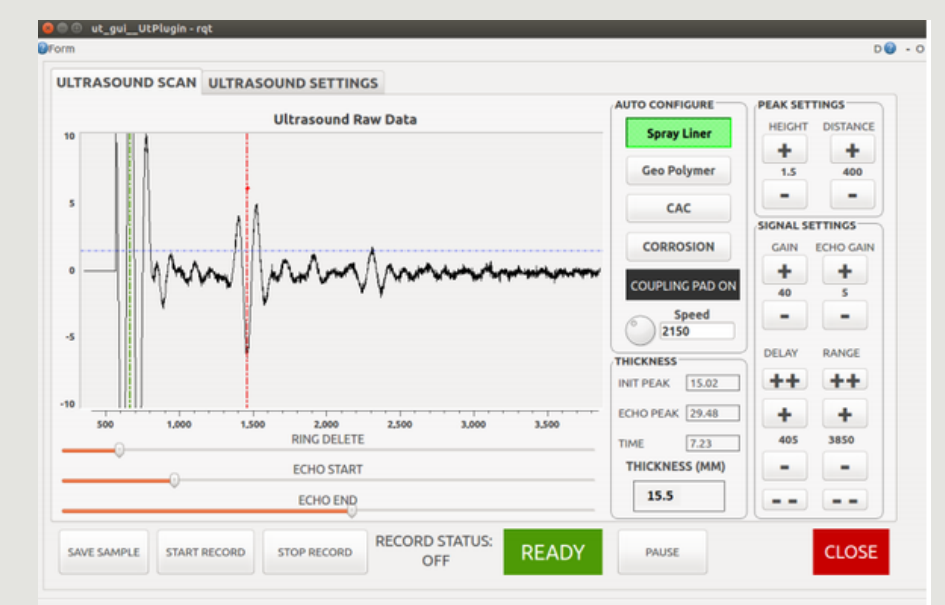 ut_gui__UtPlugin - rqt
Form
D - O
ULTRASOUND SCAN
ULTRASOUND SETTINGS
Ultrasound Raw Data
10
5
0
-5
-10
500 1,000 1,500 2,000 2,500 3,000 3,500
RING DELETE
ECHO START
ECHO END
AUTO CONFIGURE
Spray Liner
Geo Polymer
CAC
CORROSION
COUPLING PAD ON
Speed
2150
THICKNESS
INIT PEAK 15.02
ECHO PEAK 29.48
TIME 7.23
THICKNESS (MM)
15.5
PEAK SETTINGS
HEIGHT DISTANCE
+ +
1.5 400
- -
SIGNAL SETTINGS
GAIN ECHO GAIN
+ +
40 5
- -
DELAY RANGE
++ ++
+ +
405 3850
- -
- - - -
SAVE SAMPLE
START RECORD
STOP RECORD
RECORD STATUS:
OFF
READY
PAUSE
CLOSE